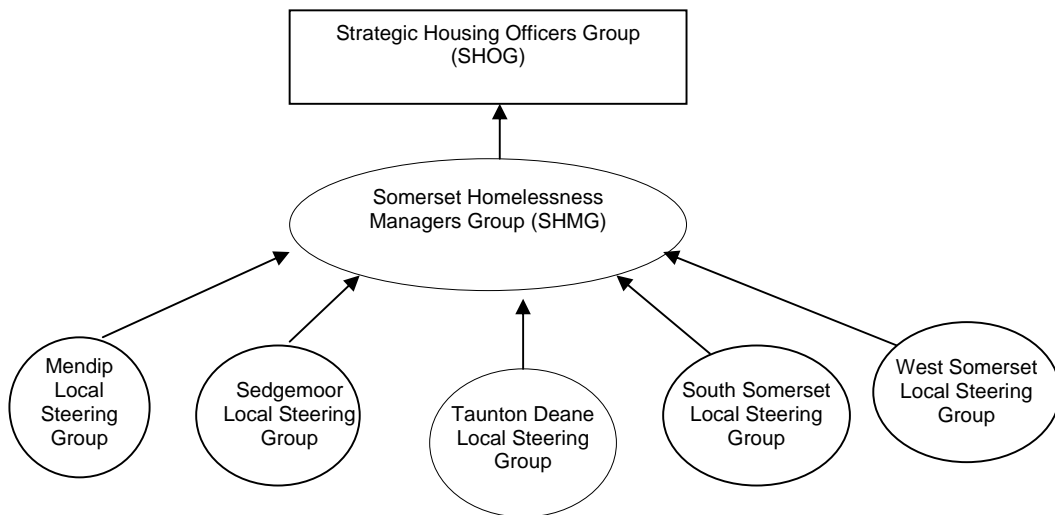 Strategic Housing Officers Group
(SHOG)
Somerset Homelessness
Managers Group (SHMG)
Mendip
Local
Steering
Group
Sedgemoor
Local Steering
Group
Taunton Deane
Local Steering
Group
South Somerset
Local Steering
Group
West Somerset
Local Steering
Group